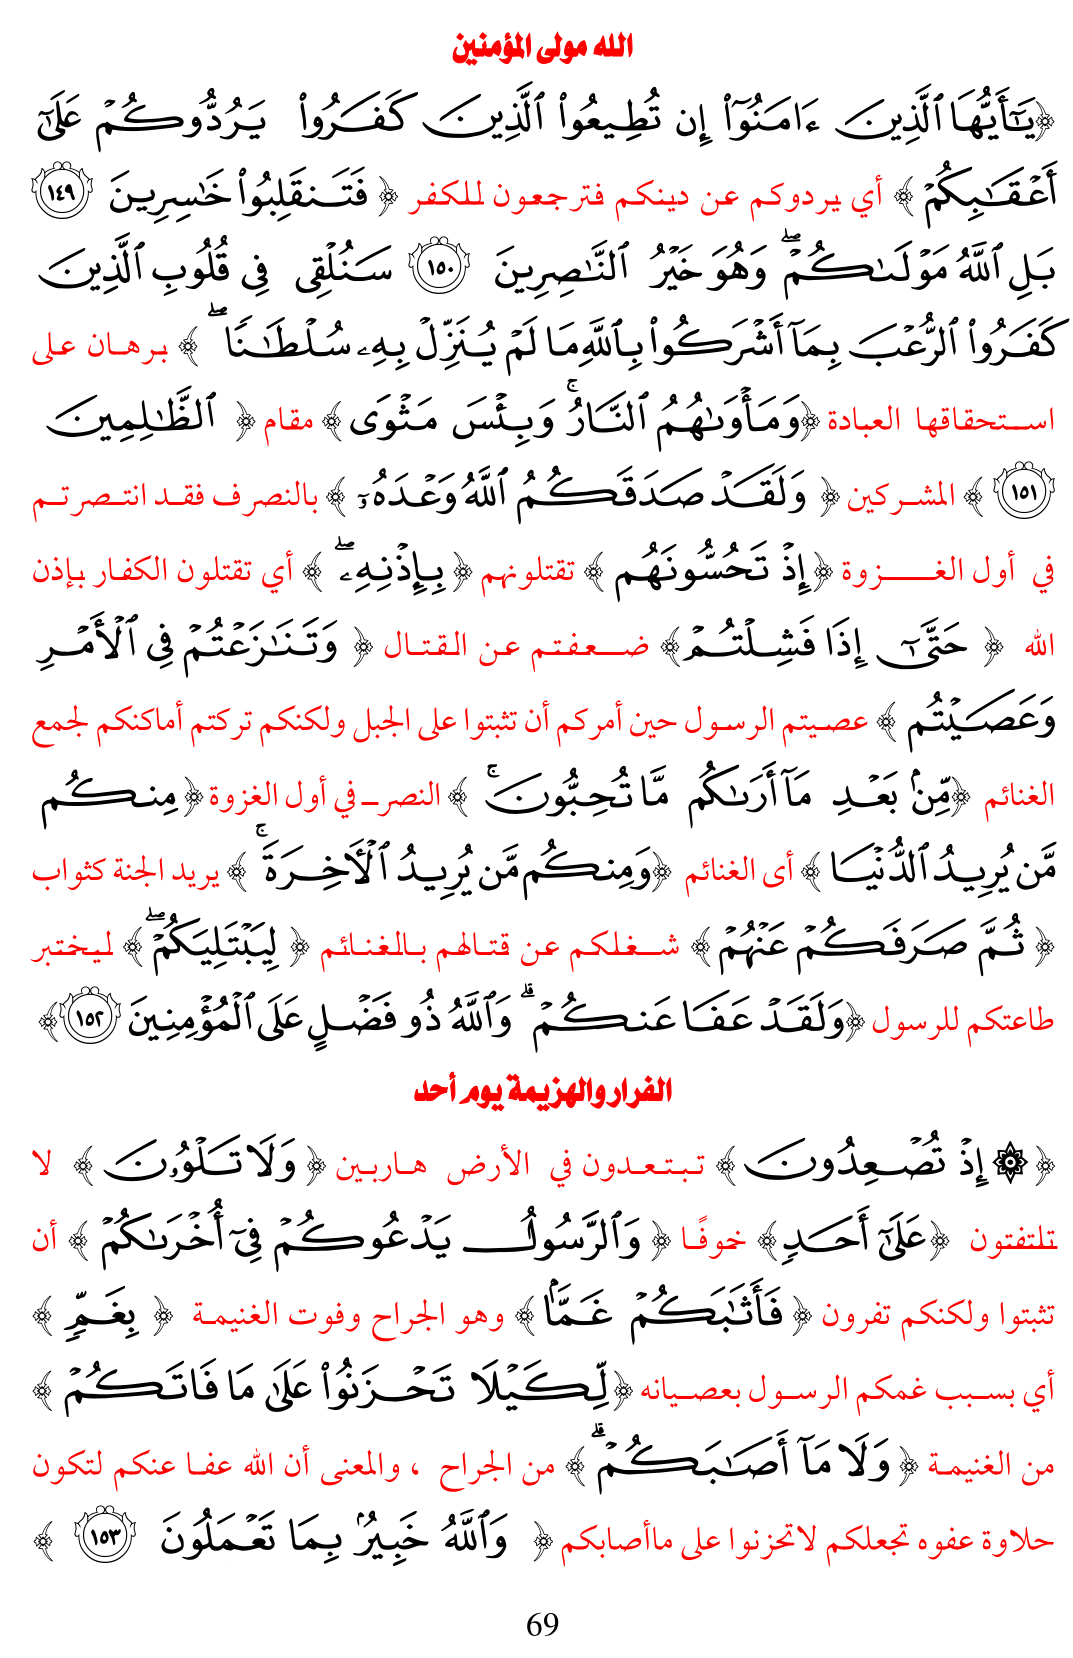 الله مولى المؤمنين
﴿يَـٰٓأَيُّهَا ٱلَّذِينَ ءَامَنُوٓا۟ إِن تُطِيعُوا۟ ٱلَّذِينَ كَفَرُوا۟ يَرُدُّوكُمْ عَلَىٰٓ
أَعْقَـٰبِكُمْ ﴾ أي يردوكم عن دينكم فترجعون للكفر ﴿ فَتَنقَلِبُوا۟ خَـٰسِرِينَ ١٤٩
بَلِ ٱللَّهُ مَوْلَىٰكُمْ ۖ وَهُوَ خَيْرُ ٱلنَّـٰصِرِينَ ١٥٠ سَنُلْقِى فِى قُلُوبِ ٱلَّذِينَ
كَفَرُوا۟ ٱلرُّعْبَ بِمَآ أَشْرَكُوا۟ بِٱللَّهِ مَا لَمْ يُنَزِّلْ بِهِۦ سُلْطَـٰنًا ۖ ﴾ برهان على
استحقاقها العبادة ﴿وَمَأْوَىٰهُمُ ٱلنَّارُ ۚ وَبِئْسَ مَثْوَى﴾ مقام ﴿ ٱلظَّـٰلِمِينَ
١٥١ ﴾ المشركين ﴿ وَلَقَدْ صَدَقَكُمُ ٱللَّهُ وَعْدَهُۥٓ ﴾ بالنصر ف فقد انتصرتم
في أول الغـزوة ﴿إِذْ تَحُسُّونَهُم ﴾ تقتلونهم ﴿بِإِذْنِهِۦ ۖ ﴾ أي تقتلون الكفار بإذن
الله ﴿ حَتَّىٰٓ إِذَا فَشِلْتُمْ﴾ ضعفتم عن القتال ﴿ وَتَنَـٰزَعْتُمْ فِى ٱلْأَمْرِ
وَعَصَيْتُم ﴾ عصيتم الرسول حين أمركم أن تثبتوا على الجبل ولكنكم تركتم أماكنكم لجمع
الغنائم ﴿مِّنۢ بَعْدِ مَآ أَرَىٰكُم مَّا تُحِبُّونَ ۚ ﴾ النصرـ في أول الغزوة ﴿مِنكُم
مَّن يُرِيدُ ٱلدُّنْيَا ﴾ أى الغنائم ﴿وَمِنكُم مَّن يُرِيدُ ٱلْـَٔاخِرَةَ ۚ ﴾ يريد الجنة كثواب
﴿ ثُمَّ صَرَفَكُمْ عَنْهُمْ ﴾ شغلكم عن قتالهم بالغنائم ﴿ لِيَبْتَلِيَكُمْ ۖ ﴾ ليختبر
طاعتكم للرسول ﴿وَلَقَدْ عَفَا عَنكُمْ ۗ وَٱللَّهُ ذُو فَضْلٍ عَلَى ٱلْمُؤْمِنِينَ ١٥٢﴾
الفرار والهزيمة يوم أحد
﴿ ۞ إِذْ تُصْعِدُونَ ﴾ تبتعدون في الأرض هاربين ﴿ وَلَا تَلْوُۥنَ ﴾ لا
تلتفتون ﴿عَلَىٰٓ أَحَدٍ﴾ خوفًا ﴿ وَٱلرَّسُولُ يَدْعُوكُمْ فِىٓ أُخْرَىٰكُمْ ﴾ أن
تثبتوا ولكنكم تفرون ﴿ فَأَثَـٰبَكُمْ غَمًّۢا﴾ وهو الجراح وفوت الغنيمة ﴿ بِغَمٍّ ﴾
أي بسبب غمكم الرسول بعصيانه ﴿لِّكَيْلَا تَحْزَنُوا۟ عَلَىٰ مَا فَاتَكُمْ ﴾
من الغنيمة ﴿ وَلَا مَآ أَصَـٰبَكُمْ ۗ ﴾ من الجراح ، والمعنى أن الله عفا عنكم لتكون
حلاوة عفوه تجعلكم لاتحزنوا على ماأصابكم ﴿ وَٱللَّهُ خَبِيرٌۢ بِمَا تَعْمَلُونَ ١٥٣ ﴾
69